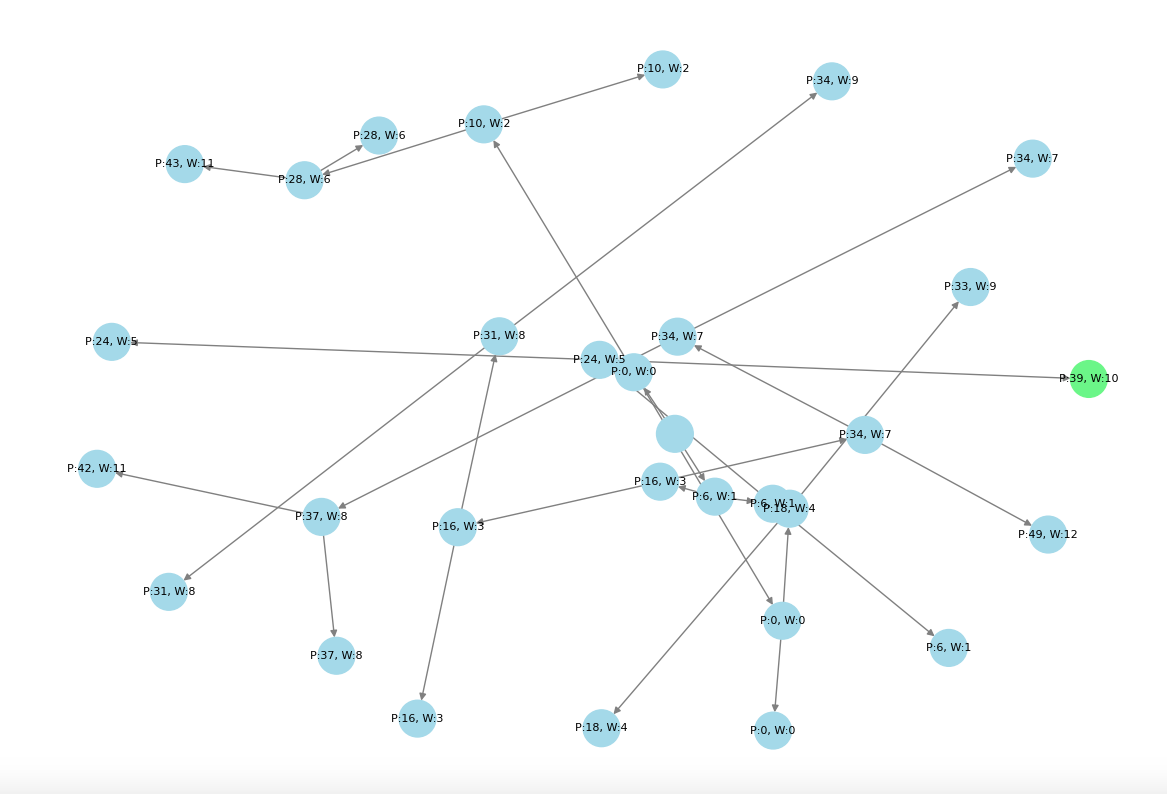 P:10, W:2
P:34, W:9
P:10, W:2
P:28, W:6
P:43, W:11
P:28, W:6
P:34, W:7
P:33, W:9
P:31, W:8
P:34, W:7
P:24, W:5
P:24, W:5
P:0, W:0
P:39, W:10
P:34, W:7
P:42, W:11
P:16, W:3
P:6, W:1
P:6, W:1
P:18, W:4
P:37, W:8
P:16, W:3
P:49, W:12
P:31, W:8
P:0, W:0
P:6, W:1
P:37, W:8
P:16, W:3
P:18, W:4
P:0, W:0